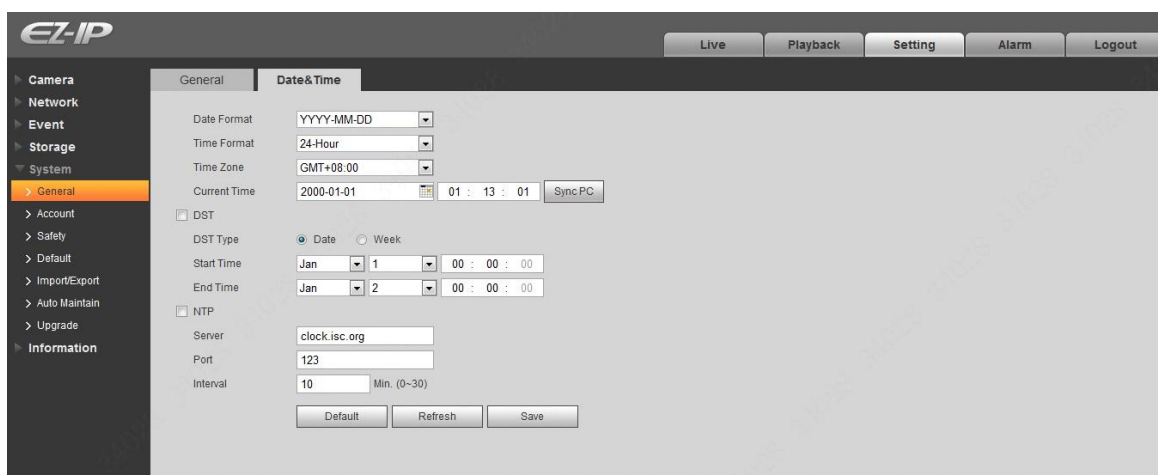 EZ-IP
Live Playback Setting Alarm Logout
Camera
Network
Event
Storage
System
General
Account
Safety
Default
Import/Export
Auto Maintain
Upgrade
Information
General Date&Time
Date Format YYYY-MM-DD
Time Format 24-Hour
Time Zone GMT+08:00
Current Time 2000-01-01 01 : 13 : 01 Sync PC
DST
DST Type Date Week
Start Time Jan 1 00 : 00 : 00
End Time Jan 2 00 : 00 : 00
NTP
Server clock.isc.org
Port 123
Interval 10 Min. (0~30)
Default Refresh Save